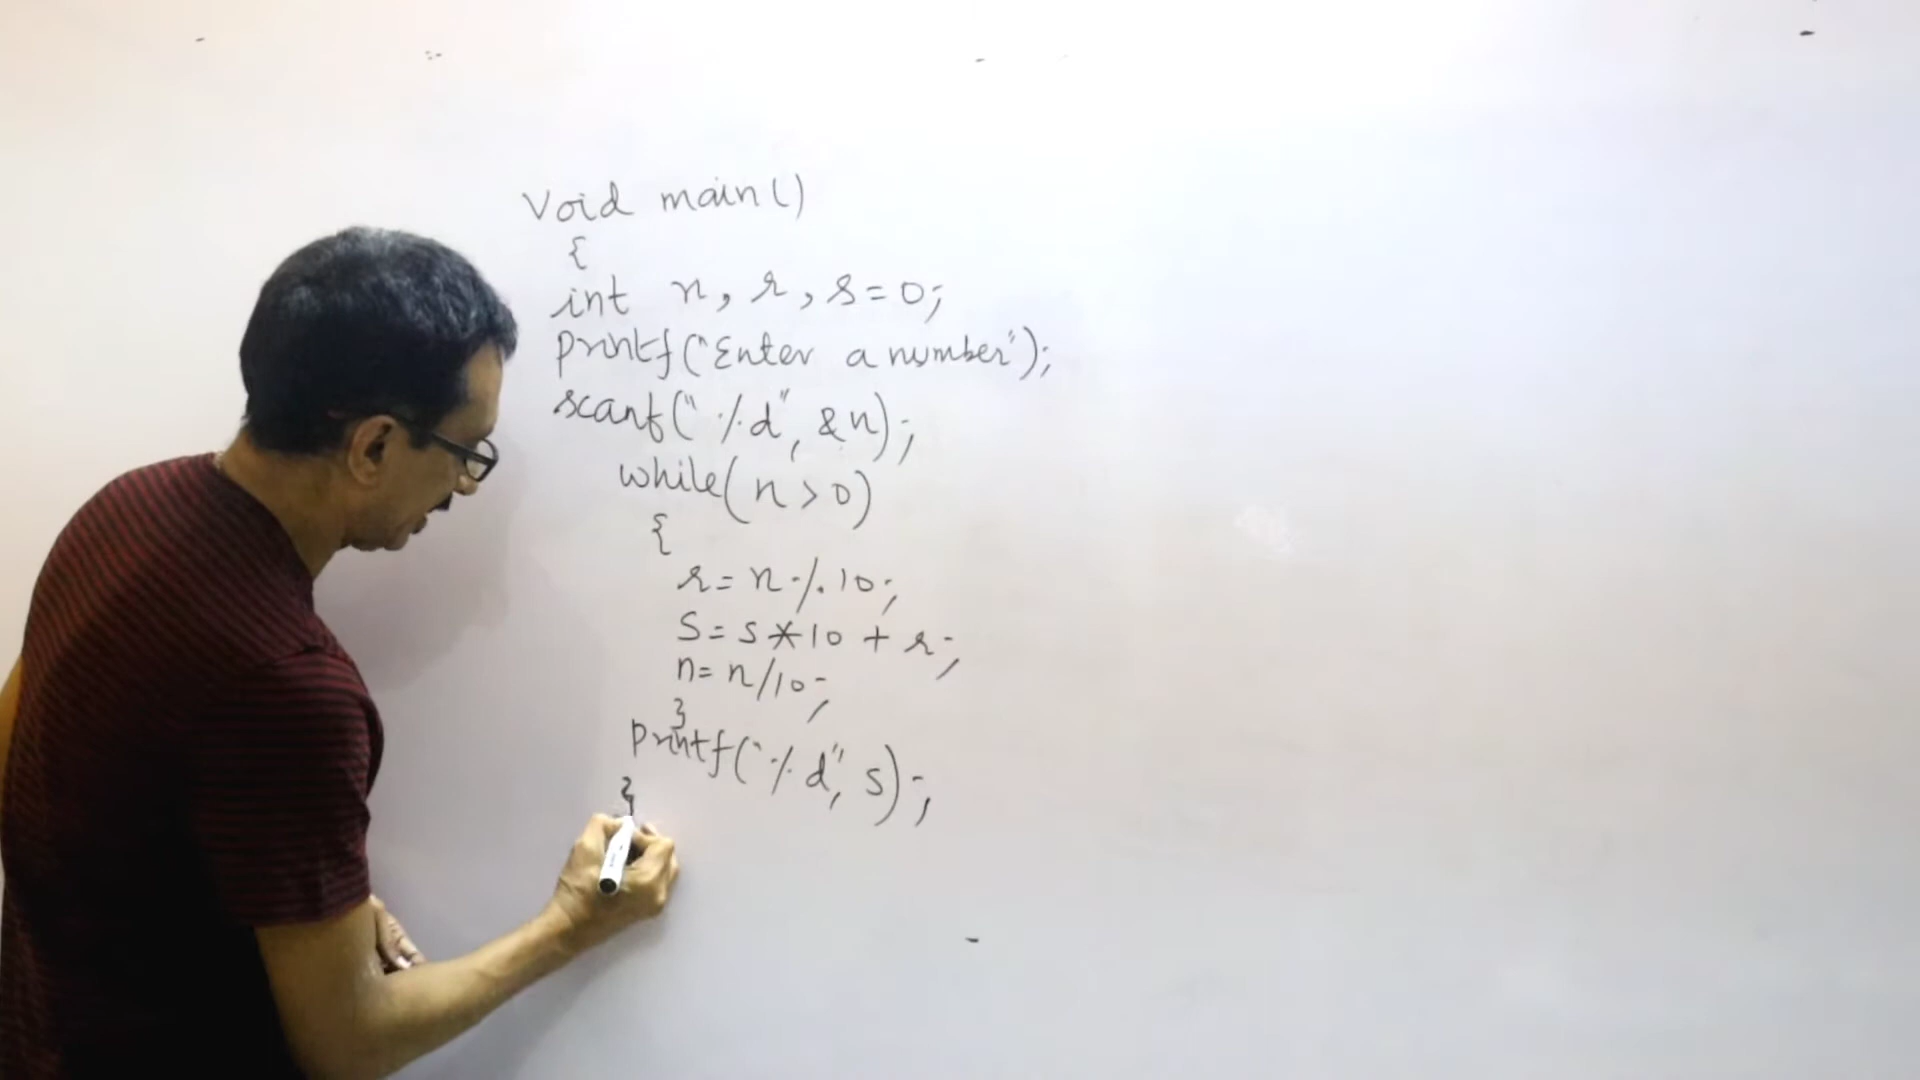 Void main()
{
int n, r, s=0;
printf("Enter a number");
scanf("%d", &n);
while(n>0)
{
r=n%10;
s=s*10+r;
n=n/10;
}
printf("%d", s);
}